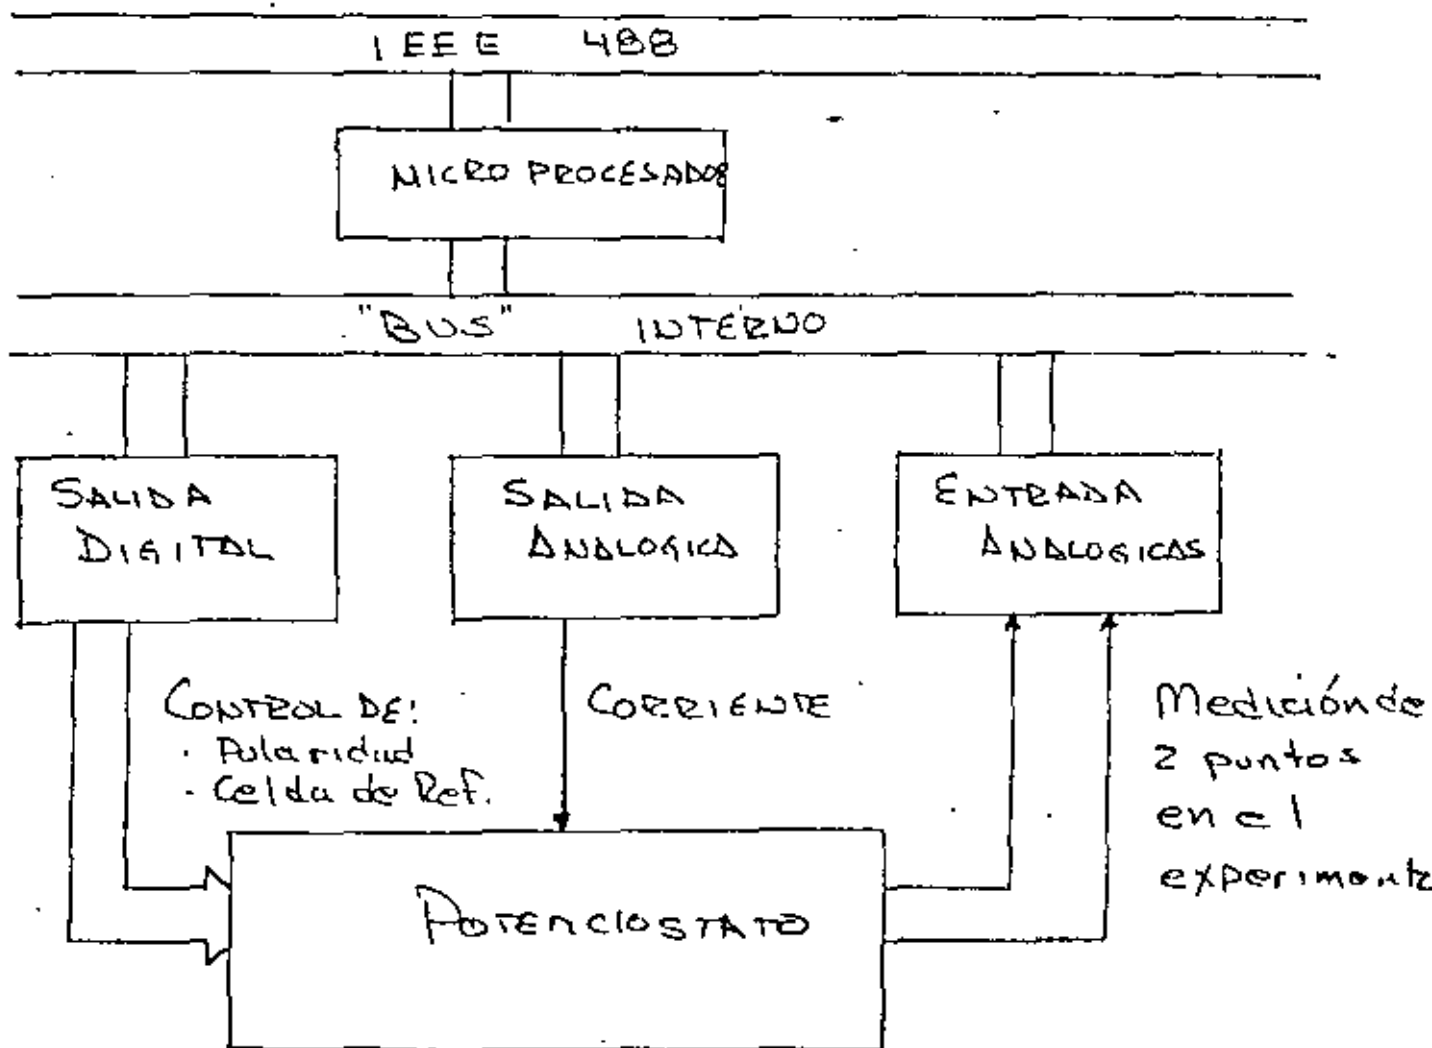 IEEE 488
MICRO PROCESADOR
"BUS" INTERNO
SALIDA
DIGITAL
SALIDA
ANALOGICA
ENTRADA
ANALOGICAS
CONTROL DE:
· Polaridad
· Celda de Ref.
CORRIENTE
Medición de
2 puntos
en el
experimento
POTENCIOSTATO